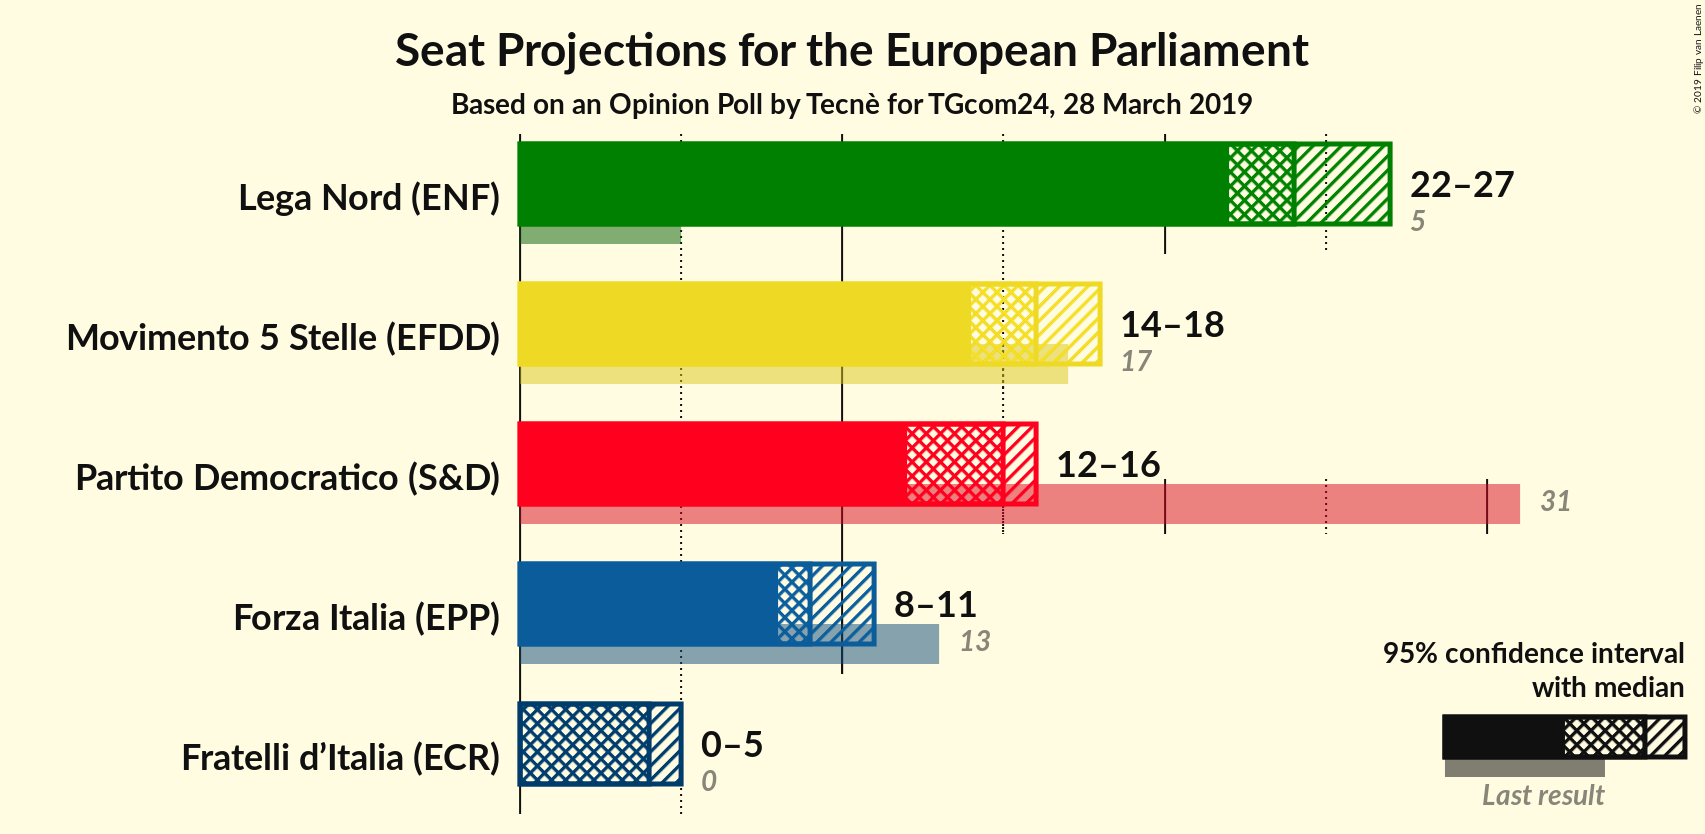 Seat Projections for the European Parliament
Based on an Opinion Poll by Tecnè for TGcom24, 28 March 2019
© 2019 Filip van Laenen
Lega Nord (ENF)
22–27
5
Movimento 5 Stelle (EFDD)
14–18
17
Partito Democratico (S&D)
12–16
31
Forza Italia (EPP)
8–11
13
Fratelli d’Italia (ECR)
0–5
0
95% confidence interval
with median
Last result